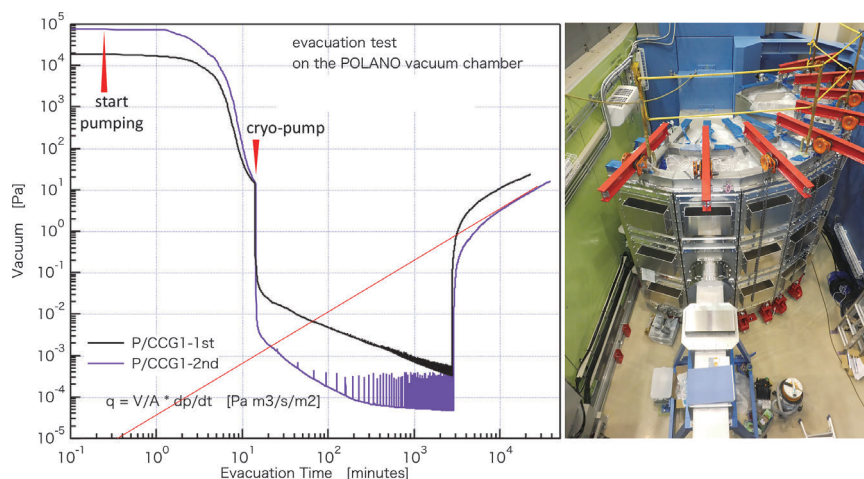 evacuation test
on the POLANO vacuum chamber
start
pumping
cryo-pump
Vacuum [Pa]
10^5
10^4
10^3
10^2
10^1
10^0
10^-1
10^-2
10^-3
10^-4
10^-5
P/CCG1-1st
P/CCG1-2nd
q = V/A * dp/dt [Pa m3/s/m2]
10^-1
10^0
10^1
10^2
10^3
10^4
Evacuation Time [minutes]